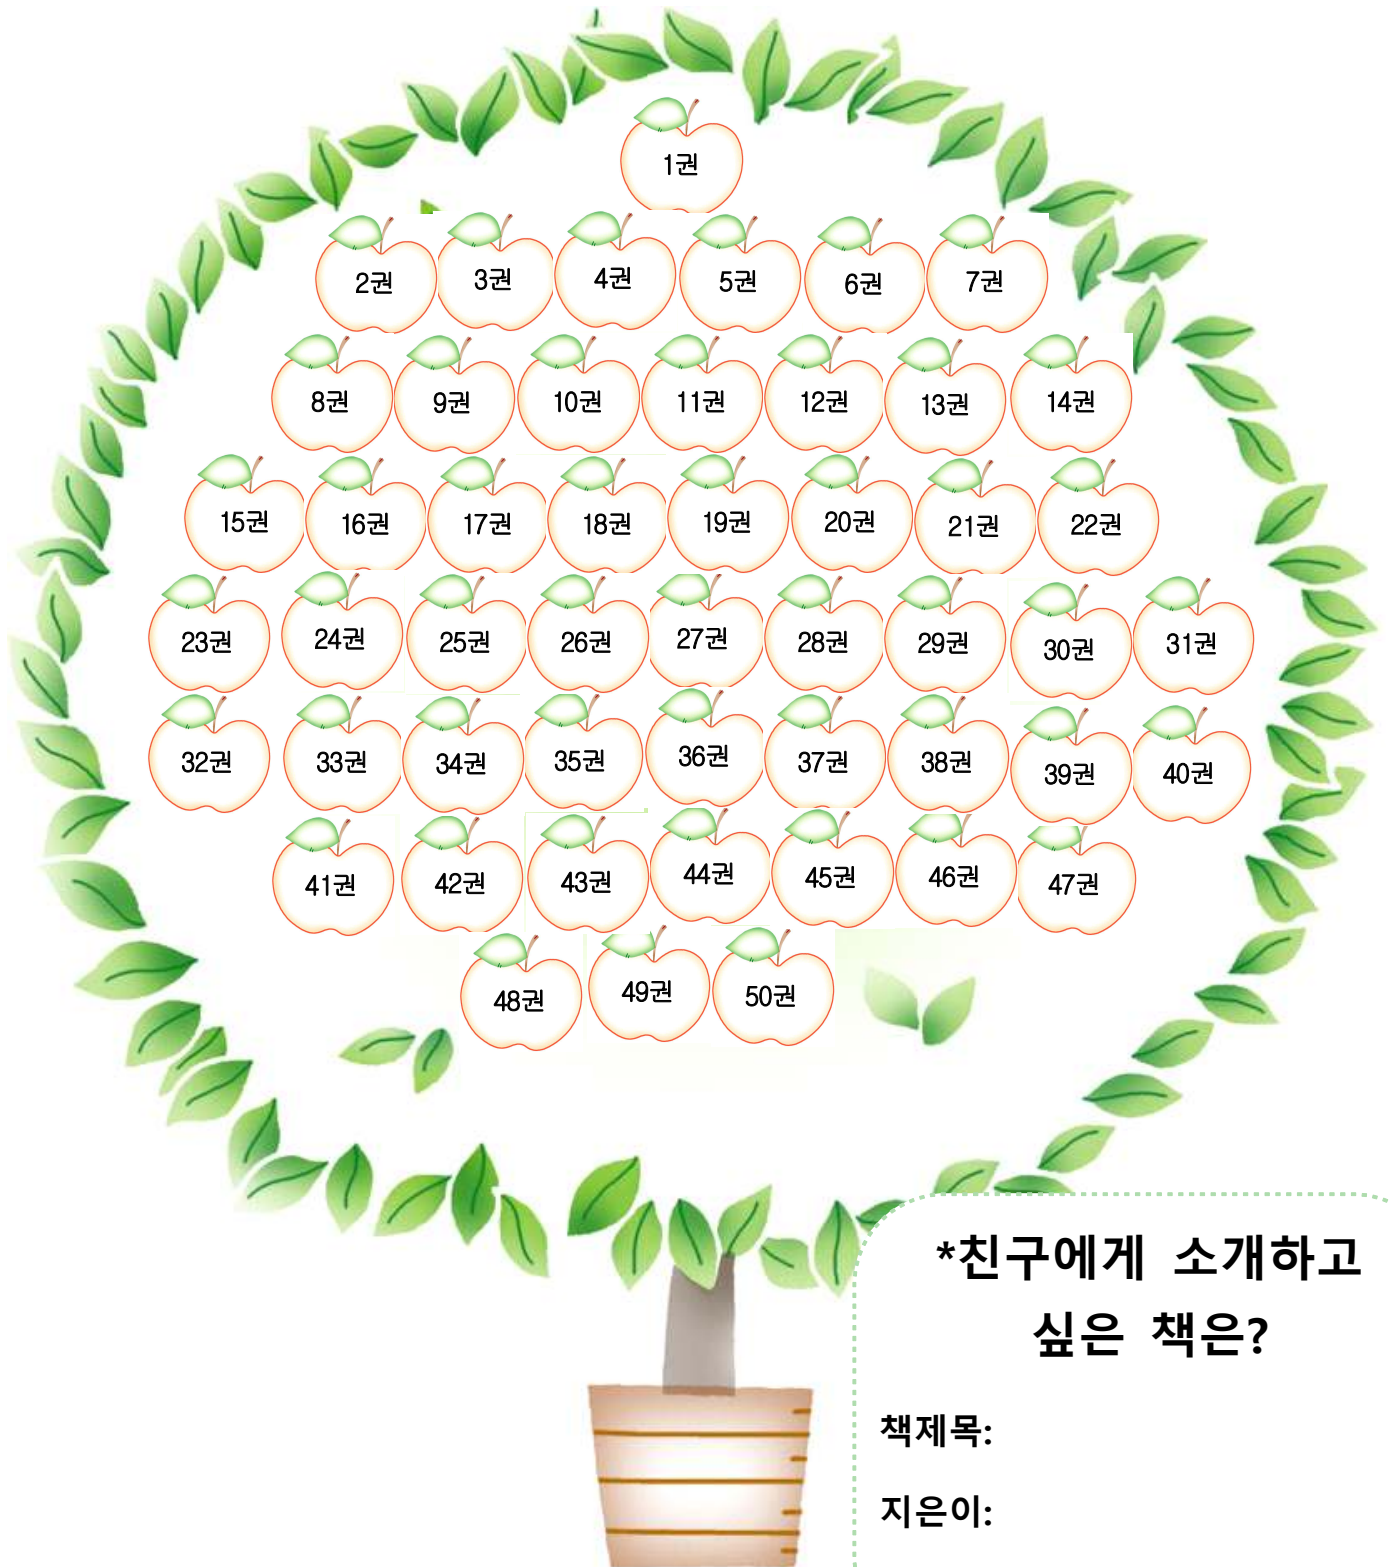 1권
2권 3권 4권 5권 6권 7권
8권 9권 10권 11권 12권 13권 14권
15권 16권 17권 18권 19권 20권 21권 22권
23권 24권 25권 26권 27권 28권 29권 30권 31권
32권 33권 34권 35권 36권 37권 38권 39권 40권
41권 42권 43권 44권 45권 46권 47권
48권 49권 50권
*친구에게 소개하고
싶은 책은?
책제목:
지은이: